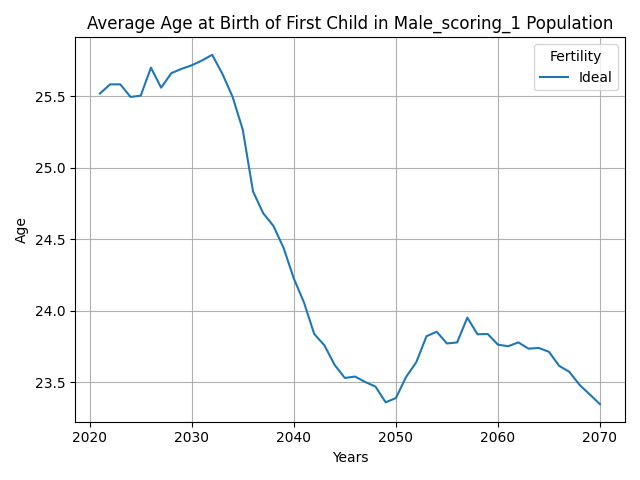 Average Age at Birth of First Child in Male_scoring_1 Population
Fertility
Ideal
Age
25.5
25.0
24.5
24.0
23.5
2020 2030 2040 2050 2060 2070
Years